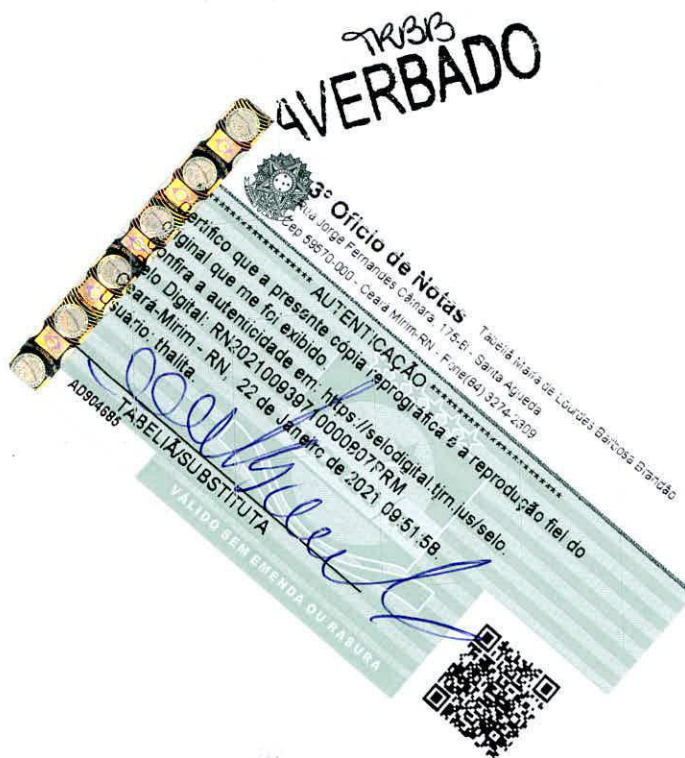 TRBB
AVERBADO
3º Ofício de Notas Tabeliã Maria de Lourdes Barbosa Brandão
Rua Jorge Fernandes Câmara, 175-B - Santa Águeda
Cep 59570-000 - Ceará Mirim-RN - Fone(84) 3274-2309
AUTENTICAÇÃO
Certifico que a presente cópia reprográfica é a reprodução fiel do
original que me foi exibido.
Confira a autenticidade em: https://selodigital.tjrn.jus/selo.
Selo Digital:
Ceará-Mirim - RN, 22 de Janeiro de 2021 09:51:58.
Usuário: thalita
AD904685
TABELIÃ/SUBSTITUTA
VÁLIDO SEM EMENDA OU RASURA